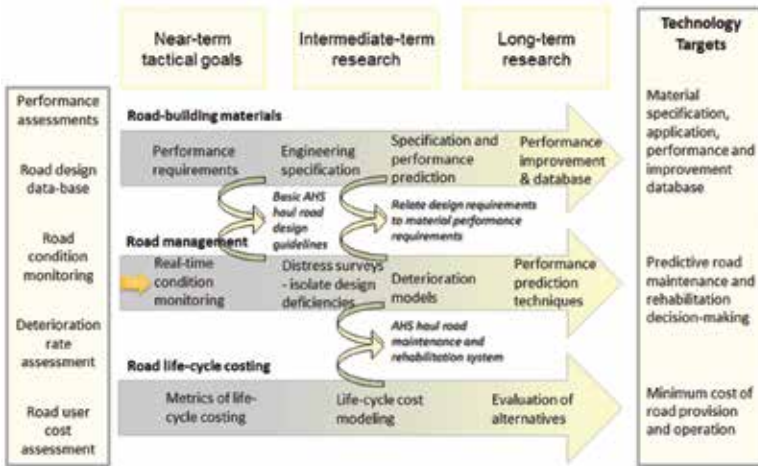 Near-term
tactical goals
Intermediate-term
research
Long-term
research
Technology
Targets
Performance
assessments
Road design
data-base
Road
condition
monitoring
Deterioration
rate
assessment
Road user
cost
assessment
Road-building materials
Performance
requirements
Engineering
specification
Specification and
performance
prediction
Performance
improvement
& database
Basic AHS
haul road
design
guidelines
Relate design requirements
to material performance
requirements
Road management
Real-time
condition
monitoring
Distress surveys
- isolate design
deficiencies
Deterioration
models
Performance
prediction
techniques
AHS haul road
maintenance and
rehabilitation system
Road life-cycle costing
Metrics of life-
cycle costing
Life-cycle cost
modeling
Evaluation of
alternatives
Material
specification,
application,
performance and
improvement
database
Predictive road
maintenance and
rehabilitation
decision-making
Minimum cost of
road provision
and operation